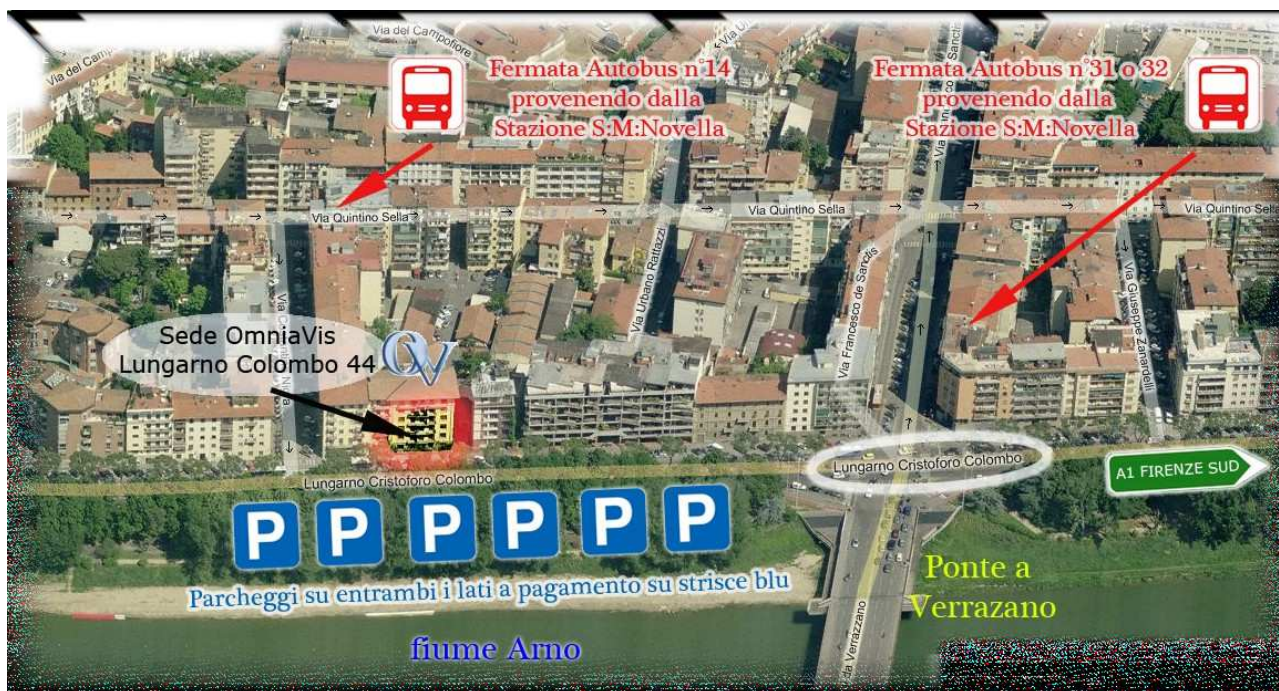 Via del Campofiore
Via del Campofiore
Fermata Autobus n°14
provenendo dalla
Stazione S:M:Novella
Fermata Autobus n°31 o 32
provenendo dalla
Stazione S:M:Novella
Via Quintino Sella
Via Quintino Sella
Via Quintino Sella
Via Urbano Rattazzi
Via Francesco de Sanctis
Via Giuseppe Zanardelli
Sede OmniaVis
Lungarno Colombo 44
OV
Lungarno Cristoforo Colombo
Lungarno Cristoforo Colombo
A1 FIRENZE SUD
P P P P P P
Parcheggi su entrambi i lati a pagamento su strisce blu
Ponte a
Verrazano
fiume Arno
da Verrazzano